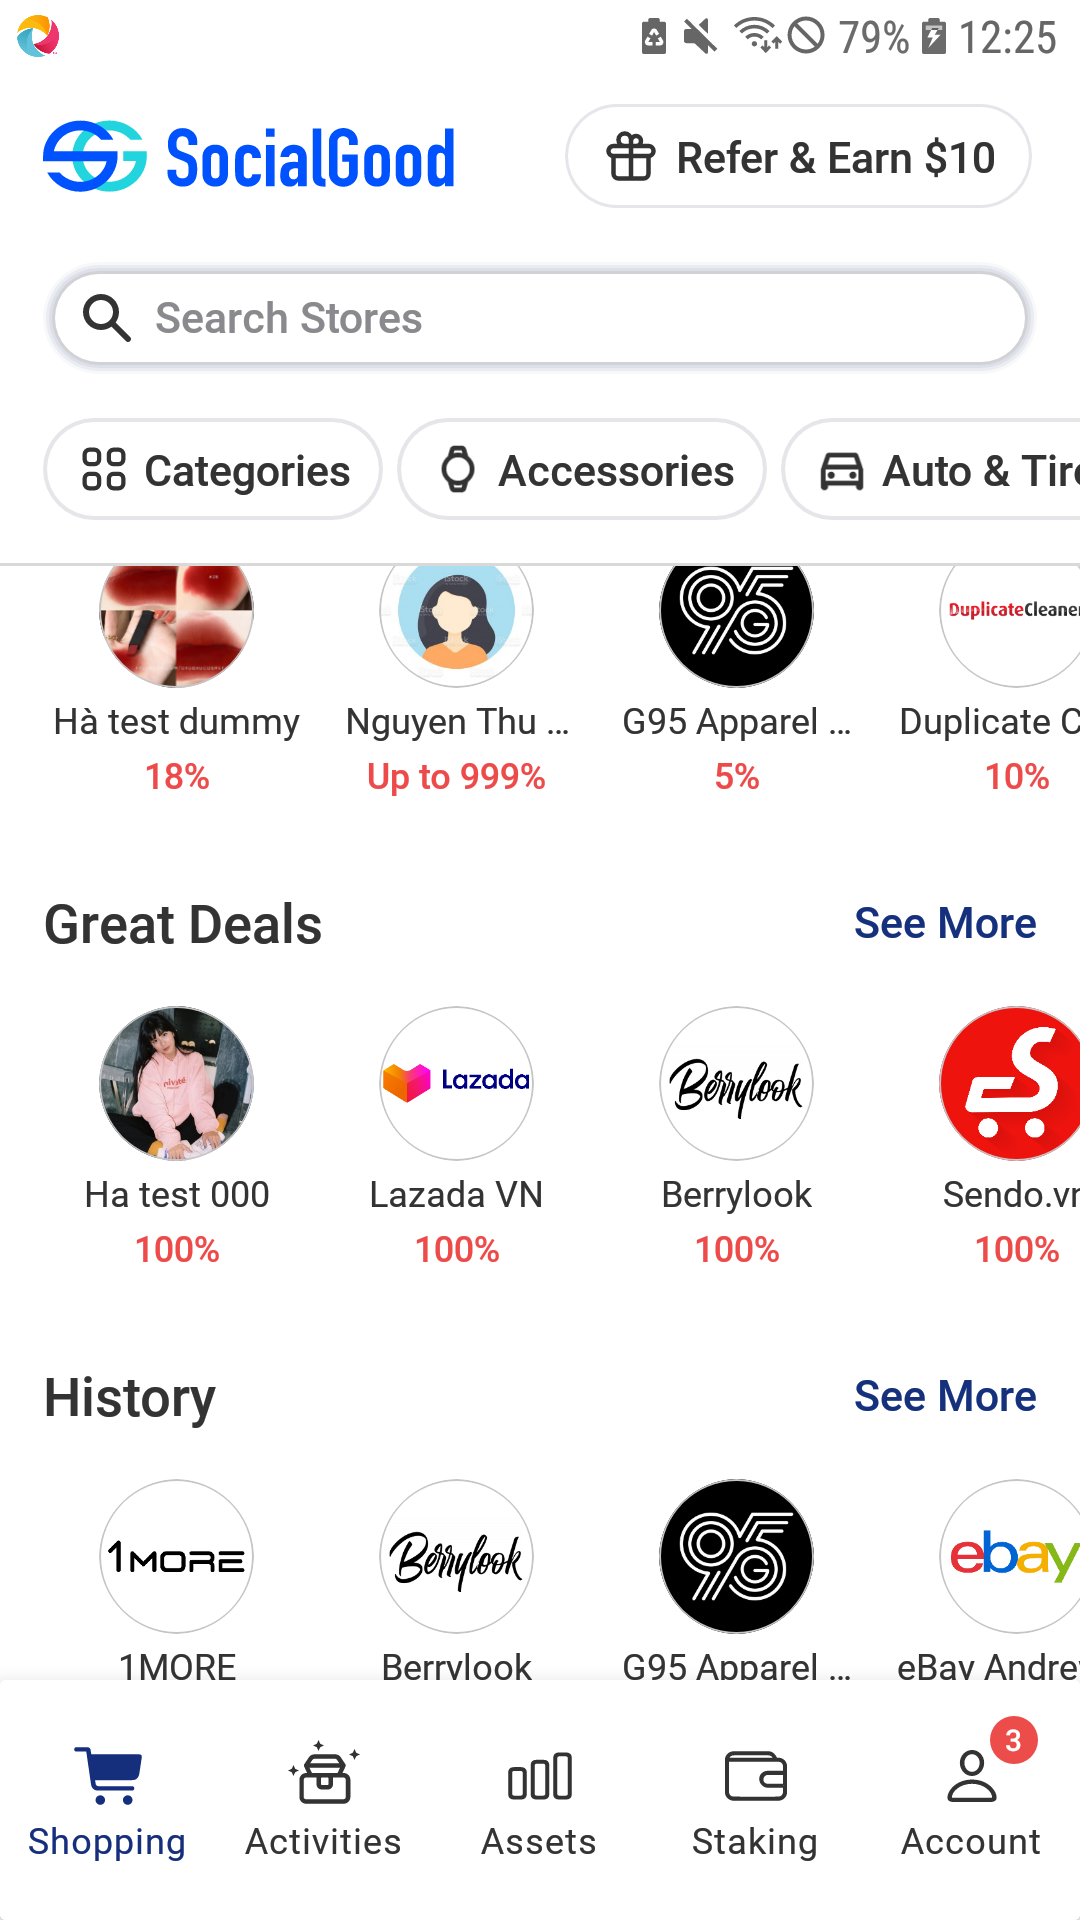 79% 12:25
SocialGood
Refer & Earn $10
Search Stores
Categories Accessories Auto & Tir
iStock
DuplicateCleaner
Hà test dummy Nguyen Thu ... G95 Apparel ... Duplicate C
18% Up to 999% 5% 10%
Great Deals See More
Lazada Berrylook
Ha test 000 Lazada VN Berrylook Sendo.vn
100% 100% 100% 100%
History See More
1MORE Berrylook 95G ebay
1MORE Berrylook G95 Apparel ... eBay Andre
3
Shopping Activities Assets Staking Account